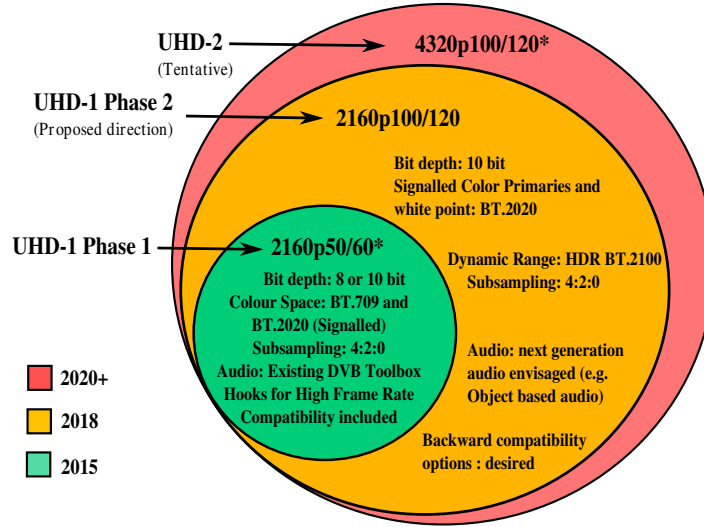 UHD-2
(Tentative)
4320p100/120*
UHD-1 Phase 2
(Proposed direction)
2160p100/120
Bit depth: 10 bit
Signalled Color Primaries and
white point: BT.2020
Dynamic Range: HDR BT.2100
Subsampling: 4:2:0
Audio: next generation
audio envisaged (e.g.
Object based audio)
Backward compatibility
options : desired
UHD-1 Phase 1
2160p50/60*
Bit depth: 8 or 10 bit
Colour Space: BT.709 and
BT.2020 (Signalled)
Subsampling: 4:2:0
Audio: Existing DVB Toolbox
Hooks for High Frame Rate
Compatibility included
2020+
2018
2015